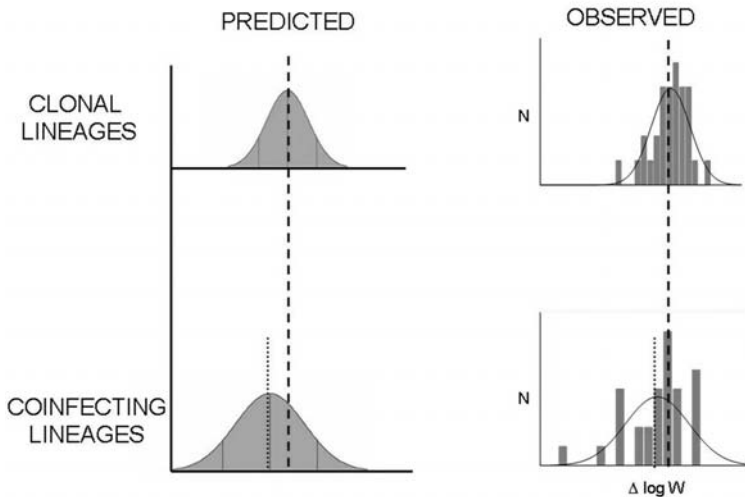 PREDICTED
OBSERVED
CLONAL
LINEAGES
N
COINFECTING
LINEAGES
N
Δ log W